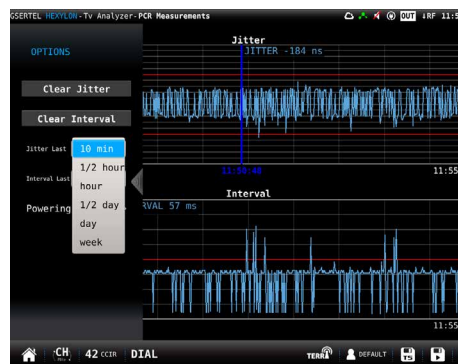 GSERTEL HEXYLON-Tv Analyzer-PCR Measurements
OUT
↓RF 11:5
OPTIONS
Clear Jitter
Clear Interval
Jitter Last
Interval Last
Powering
10 min
1/2 hour
hour
1/2 day
day
week
Jitter
JITTER -184 ns
11:50:40
11:55
Interval
RVAL 57 ms
11:55
CH
42 CCIR
DIAL
TERRA
DEFAULT
TS